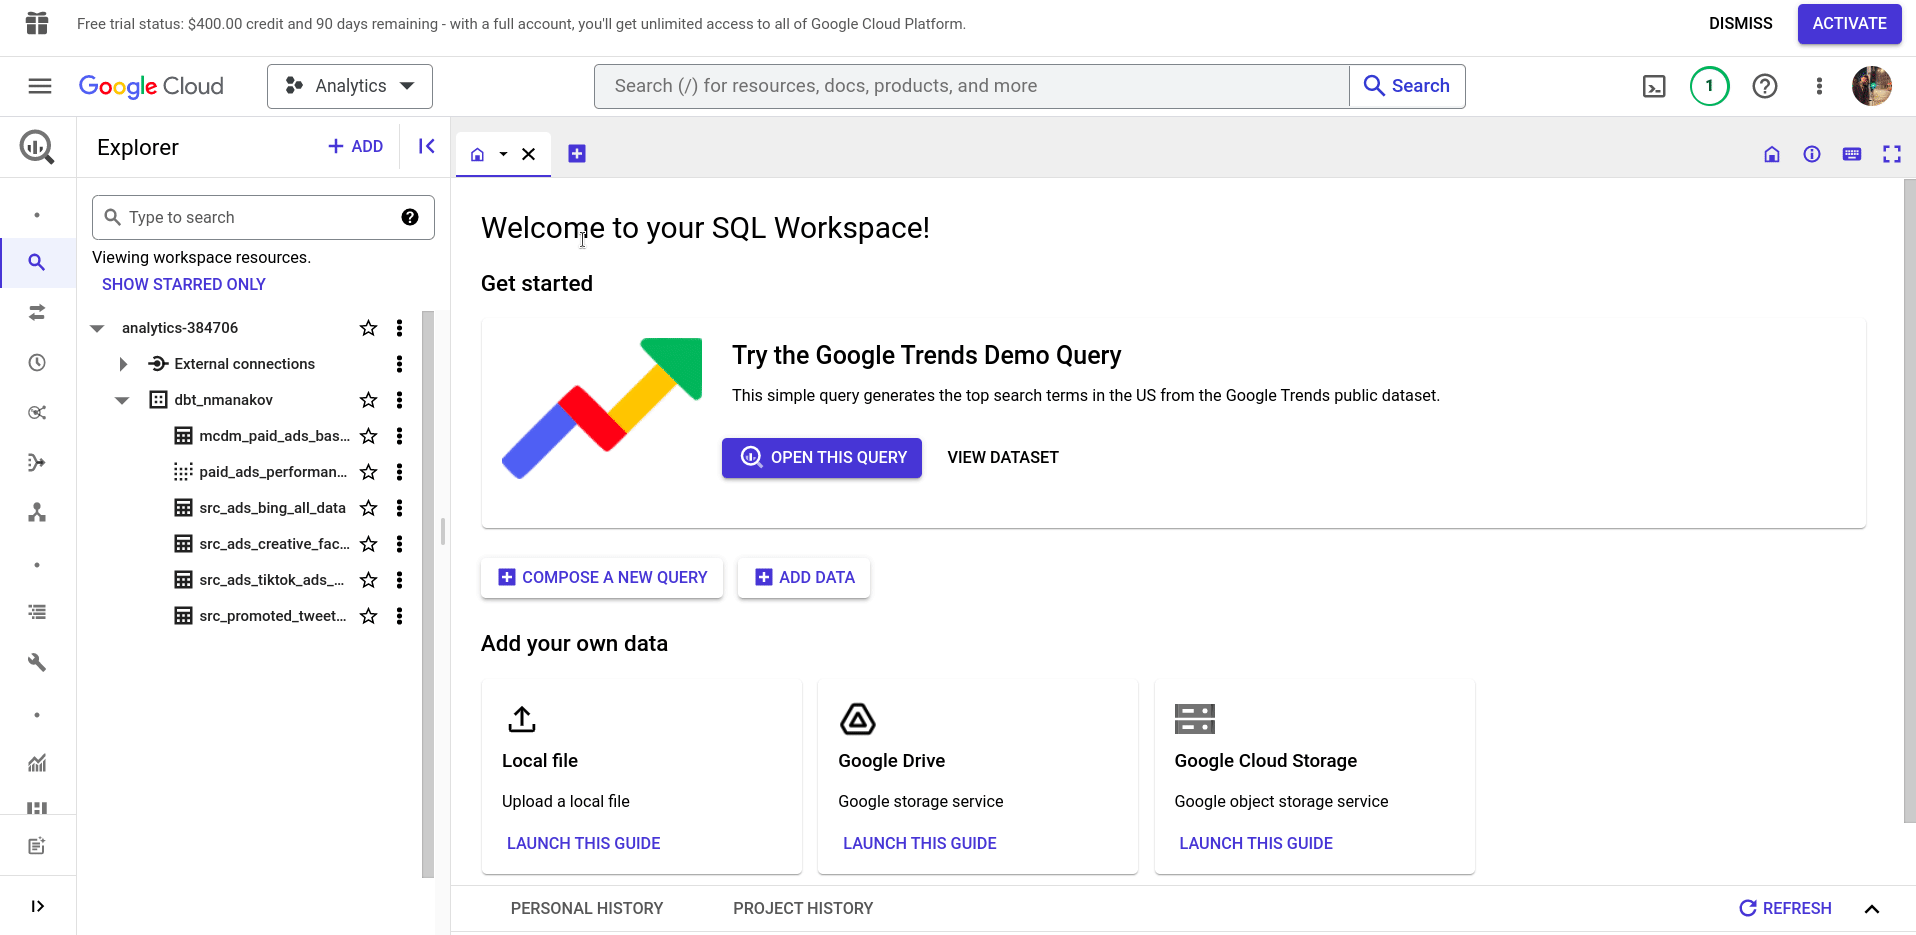 Free trial status: $400.00 credit and 90 days remaining - with a full account, you'll get unlimited access to all of Google Cloud Platform.
DISMISS
ACTIVATE
Google Cloud
Analytics
Search (/) for resources, docs, products, and more
Search
1
Explorer
ADD
Type to search
Viewing workspace resources.
SHOW STARRED ONLY
analytics-384706
External connections
dbt_nmanakov
mcdm_paid_ads_bas...
paid_ads_performan...
src_ads_bing_all_data
src_ads_creative_fac...
src_ads_tiktok_ads_...
src_promoted_tweet...
Welcome to your SQL Workspace!
Get started
Try the Google Trends Demo Query
This simple query generates the top search terms in the US from the Google Trends public dataset.
OPEN THIS QUERY
VIEW DATASET
COMPOSE A NEW QUERY
ADD DATA
Add your own data
Local file
Upload a local file
LAUNCH THIS GUIDE
Google Drive
Google storage service
LAUNCH THIS GUIDE
Google Cloud Storage
Google object storage service
LAUNCH THIS GUIDE
PERSONAL HISTORY
PROJECT HISTORY
REFRESH